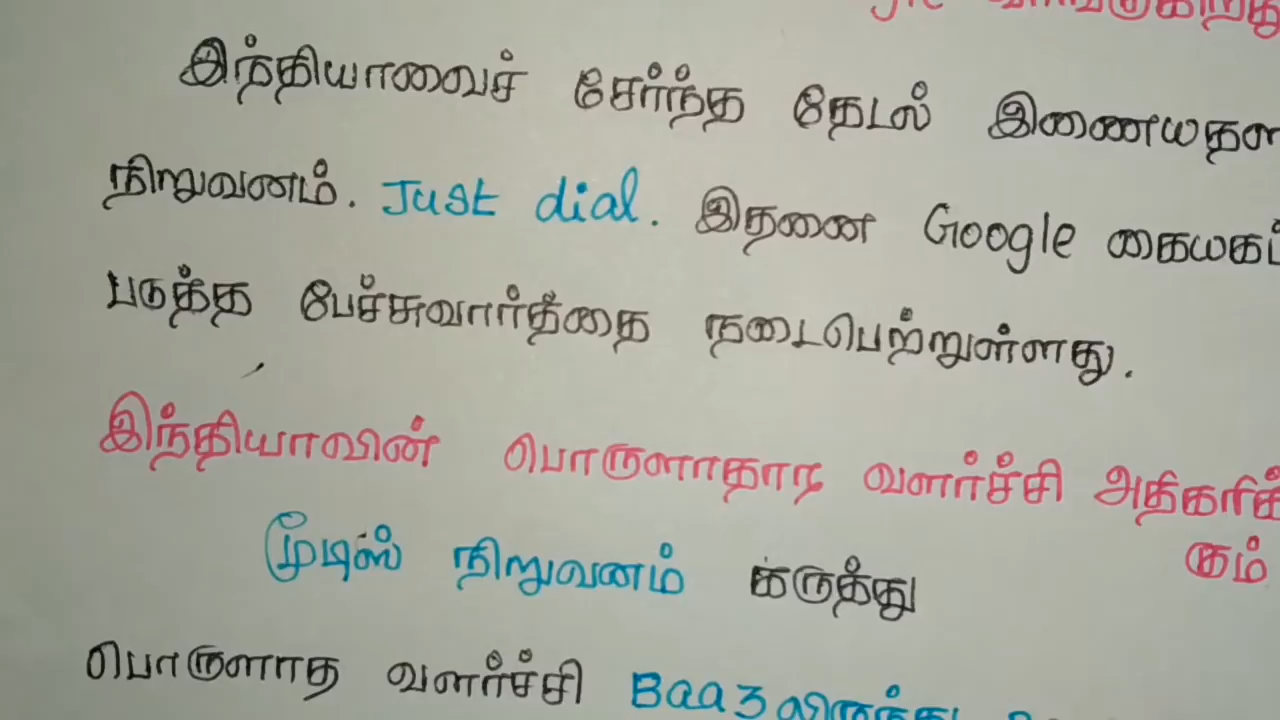 இந்தியாவைச் சேர்ந்த தேடல் இணையதள
நிறுவனம். Just dial. இதனை Google கையகப்
படுத்த பேச்சுவார்த்தை நடைபெற்றுள்ளது.
இந்தியாவின் பொருளாதார வளர்ச்சி அதிகரிக்
கும்
மூடிஸ் நிறுவனம் கருத்து
பொருளாத வளர்ச்சி Baa3 லிருந்து